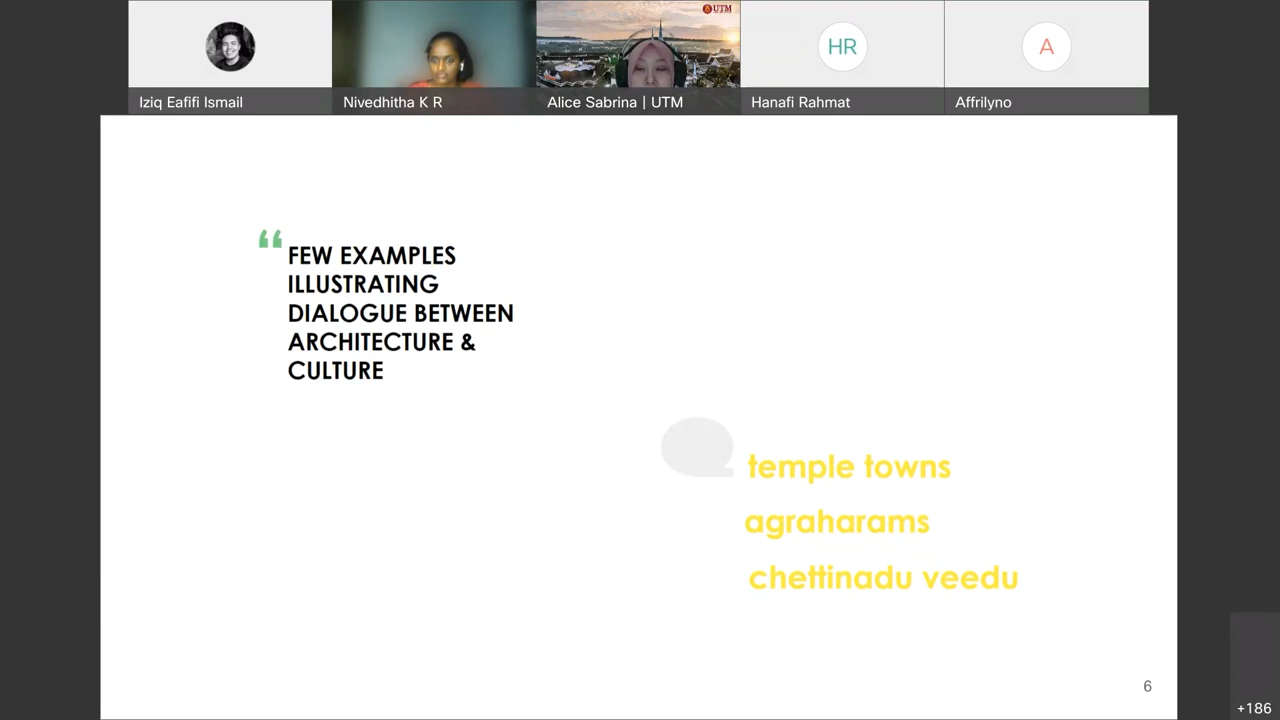 UTM
HR
A
Iziq Eafifi Ismail
Nivedhitha K R
Alice Sabrina | UTM
Hanafi Rahmat
Affrilyno
“ FEW EXAMPLES
ILLUSTRATING
DIALOGUE BETWEEN
ARCHITECTURE &
CULTURE
temple towns
agraharams
chettinadu veedu
6
+186